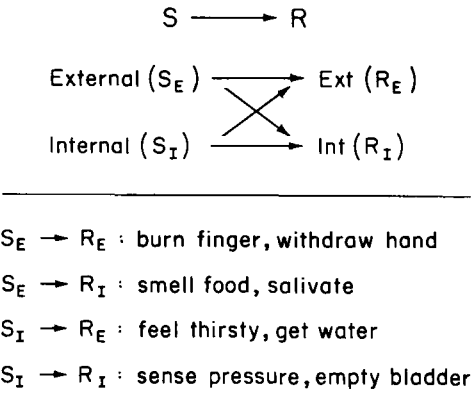 S → R
External (S_E) → Ext (R_E)
Internal (S_I) → Int (R_I)
S_E → R_E : burn finger, withdraw hand
S_E → R_I : smell food, salivate
S_I → R_E : feel thirsty, get water
S_I → R_I : sense pressure, empty bladder